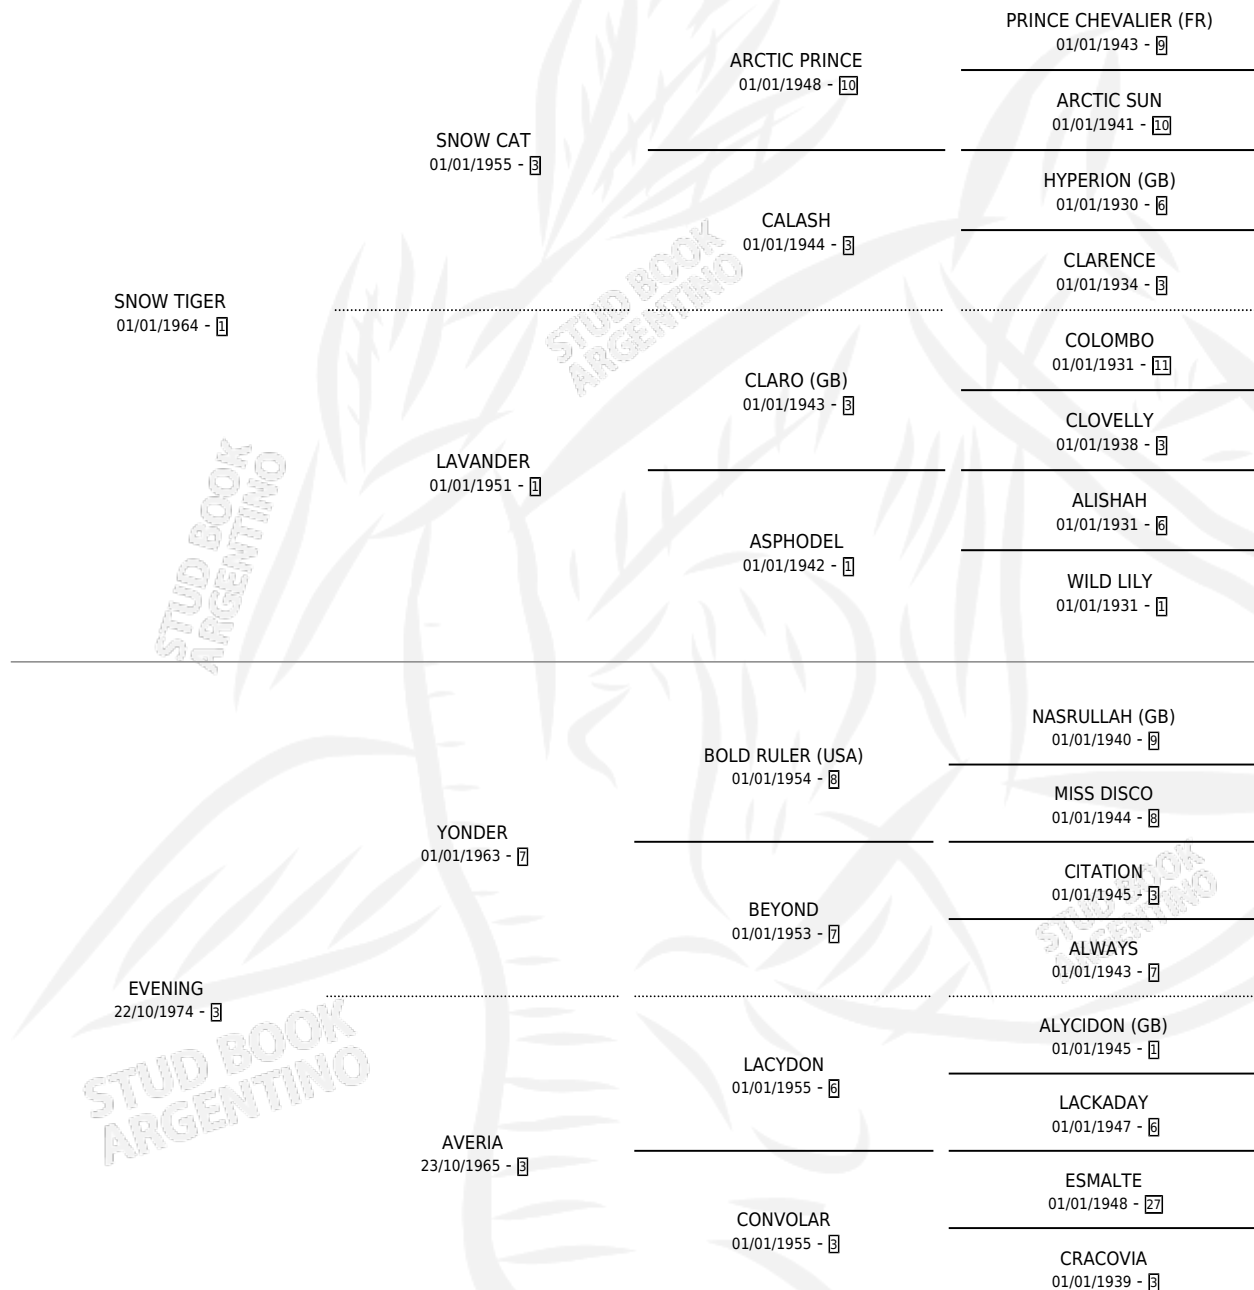 PRINCE CHEVALIER (FR)
01/01/1943 - 9
ARCTIC PRINCE
01/01/1948 - 10
ARCTIC SUN
01/01/1941 - 10
SNOW CAT
01/01/1955 - 3
HYPERION (GB)
01/01/1930 - 6
CALASH
01/01/1944 - 3
CLARENCE
01/01/1934 - 3
SNOW TIGER
01/01/1964 - 1
STUD BOOK
ARGENTINO
COLOMBO
01/01/1931 - 11
CLARO (GB)
01/01/1943 - 3
CLOVELLY
01/01/1938 - 3
LAVANDER
01/01/1951 - 1
ALISHAH
01/01/1931 - 6
ASPHODEL
01/01/1942 - 1
WILD LILY
01/01/1931 - 1
STUD BOOK
ARGENTINO
NASRULLAH (GB)
01/01/1940 - 9
BOLD RULER (USA)
01/01/1954 - 8
MISS DISCO
01/01/1944 - 8
YONDER
01/01/1963 - 7
CITATION
01/01/1945 - 3
BEYOND
01/01/1953 - 7
STUD BOOK
ARGENTINO
ALWAYS
01/01/1943 - 7
EVENING
22/10/1974 - 3
ALYCIDON (GB)
01/01/1945 - 1
LACYDON
01/01/1955 - 6
STUD BOOK
ARGENTINO
LACKADAY
01/01/1947 - 6
AVERIA
23/10/1965 - 3
ESMALTE
01/01/1948 - 27
CONVOLAR
01/01/1955 - 3
CRACOVIA
01/01/1939 - 3